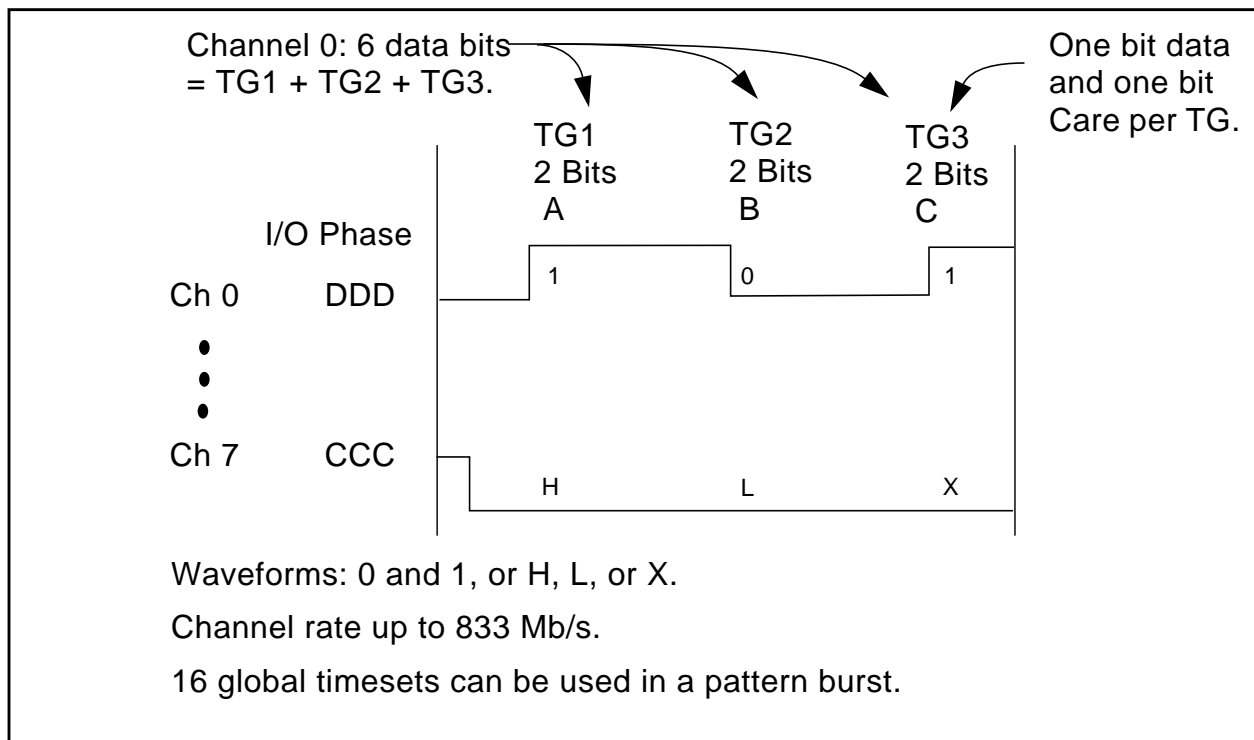 Channel 0: 6 data bits
= TG1 + TG2 + TG3.
One bit data
and one bit
Care per TG.
TG1
2 Bits
A
TG2
2 Bits
B
TG3
2 Bits
C
I/O Phase
1
0
1
Ch 0 DDD
Ch 7 CCC
H
L
X
Waveforms: 0 and 1, or H, L, or X.
Channel rate up to 833 Mb/s.
16 global timesets can be used in a pattern burst.